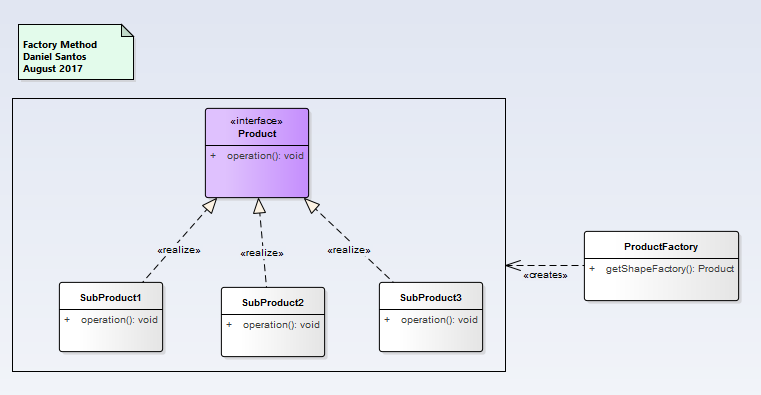 Factory Method
Daniel Santos
August 2017
«interface»
Product
+ operation(): void
«realize»
«realize»
«realize»
ProductFactory
+ getShapeFactory(): Product
«creates»
SubProduct1
+ operation(): void
SubProduct2
+ operation(): void
SubProduct3
+ operation(): void